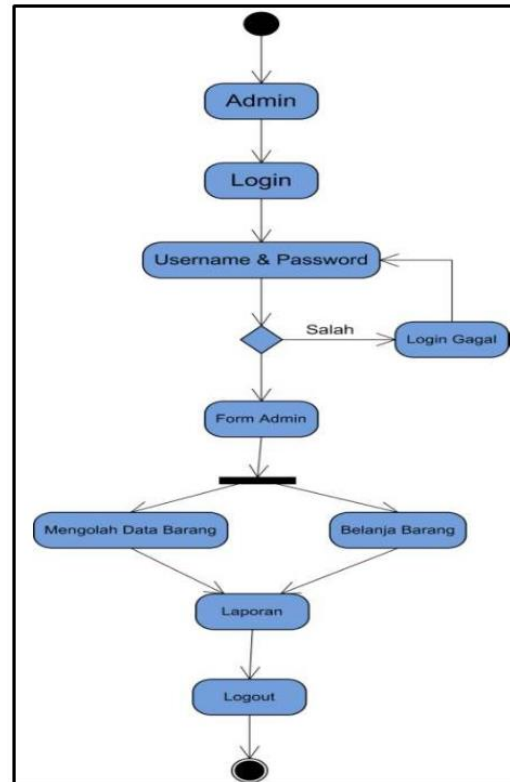 Admin
Login
Username & Password
Salah
Login Gagal
Form Admin
Mengolah Data Barang
Belanja Barang
Laporan
Logout